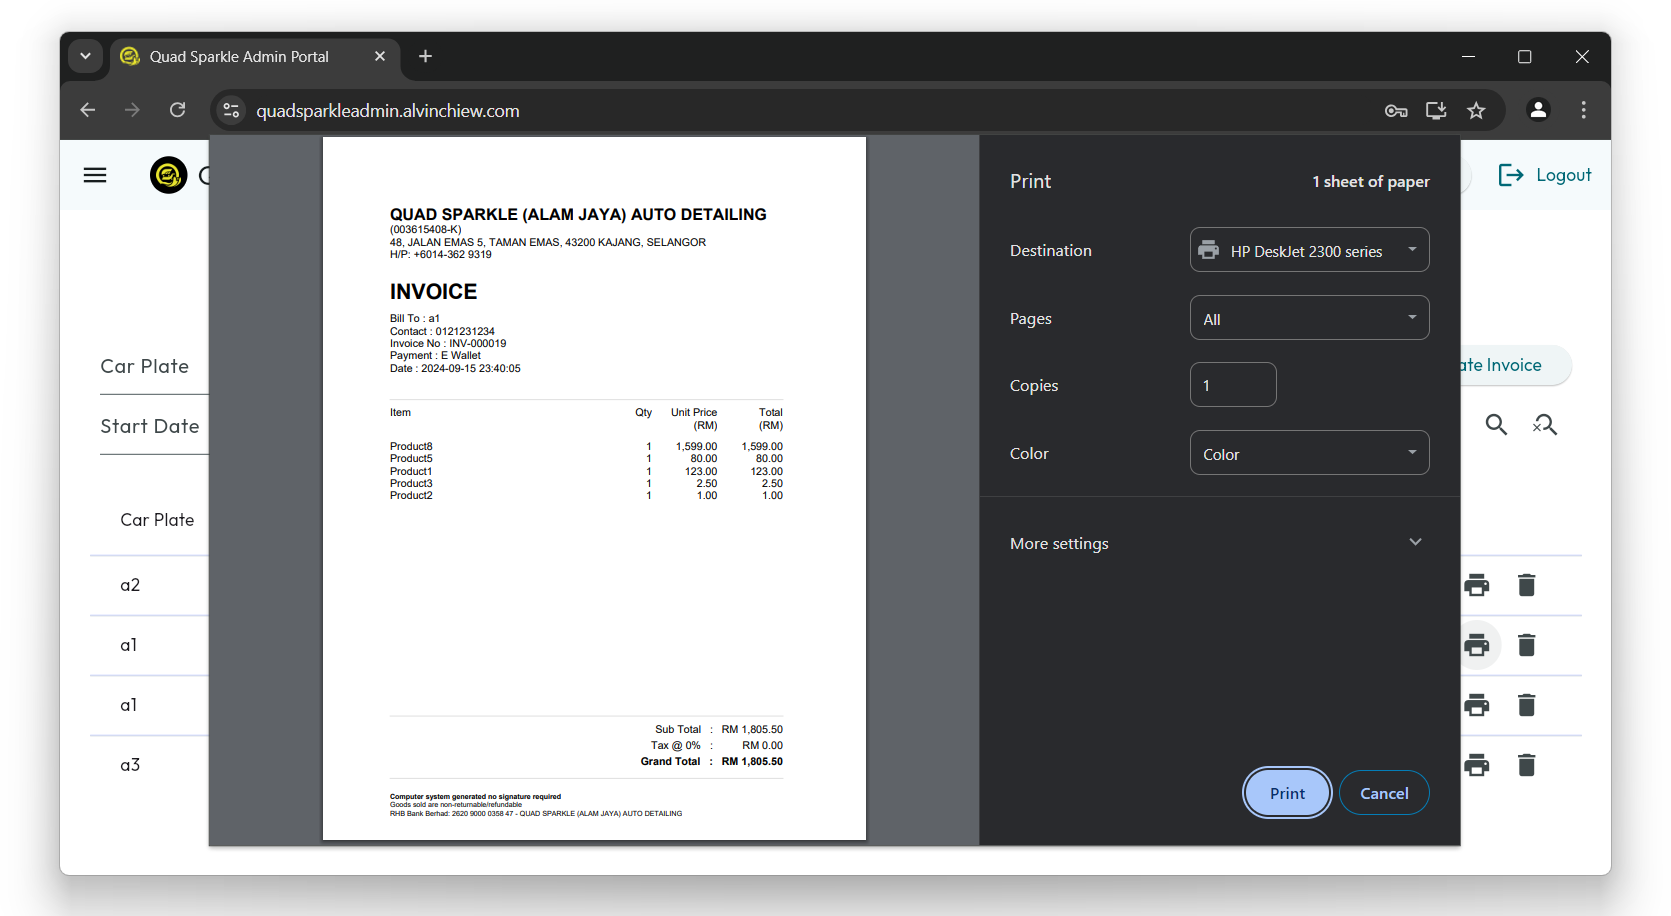 Quad Sparkle Admin Portal
quadsparkleadmin.alvinchiew.com
Logout
Car Plate
Start Date
Invoice
Car Plate
a2
a1
a1
a3
QUAD SPARKLE (ALAM JAYA) AUTO DETAILING
(003615408-K)
48, JALAN EMAS 5, TAMAN EMAS, 43200 KAJANG, SELANGOR
H/P: +6014-362 9319
INVOICE
Bill To : a1
Contact : 0121231234
Invoice No : INV-000019
Payment : E Wallet
Date : 2024-09-15 23:40:05
Item Qty Unit Price (RM) Total (RM)
Product8 1 1,599.00 1,599.00
Product5 1 80.00 80.00
Product1 1 123.00 123.00
Product3 1 2.50 2.50
Product2 1 1.00 1.00
Sub Total : RM 1,805.50
Tax @ 0% : RM 0.00
Grand Total : RM 1,805.50
Computer system generated no signature required
Goods sold are non-returnable/refundable
RHB Bank Berhad: 2620 9000 0358 47 - QUAD SPARKLE (ALAM JAYA) AUTO DETAILING
Print 1 sheet of paper
Destination HP DeskJet 2300 series
Pages All
Copies 1
Color Color
More settings
Print Cancel